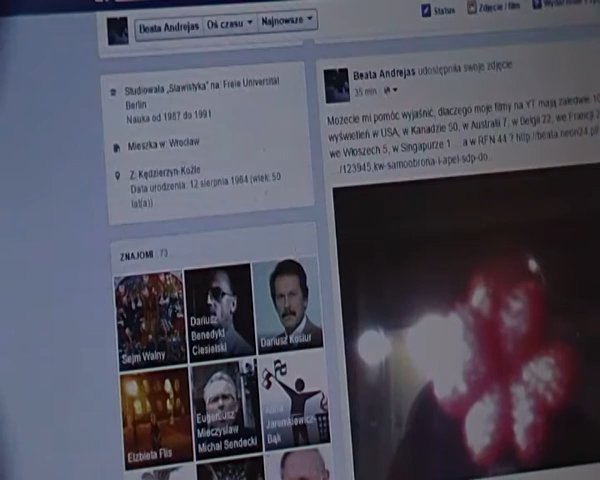 Beata Andrejas Oś czasu Najnowsze
Status Zdjęcie / film
Studiowała „Slawistyka” na: Freie Universität
Berlin
Nauka od 1987 do 1991
Mieszka w: Wrocław
Z: Kędzierzyn-Koźle
Data urodzenia: 12 sierpnia 1964 (wiek: 50
lat(a))
Beata Andrejas udostępniła swoje zdjęcie.
35 min
Możecie mi pomóc wyjaśnić, dlaczego moje filmy na YT mają zaledwie
wyświetleń w USA, w Kanadzie 50, w Australi 7, w Belgii 22, we Francji
we Włoszech 5, w Singapurze 1... a w RFN 44 ? http://beata.neon24.pl
/123945,kw-samoobrona-i-apel-sdp-do
ZNAJOMI 73
Sejm Walny
Dariusz
Benedykt
Ciesielski
Dariusz Kosiur
Elżbieta Flis
Eugeniusz
Mieczysław
Michał Sendecki
Jaremkiewicz-
Bąk